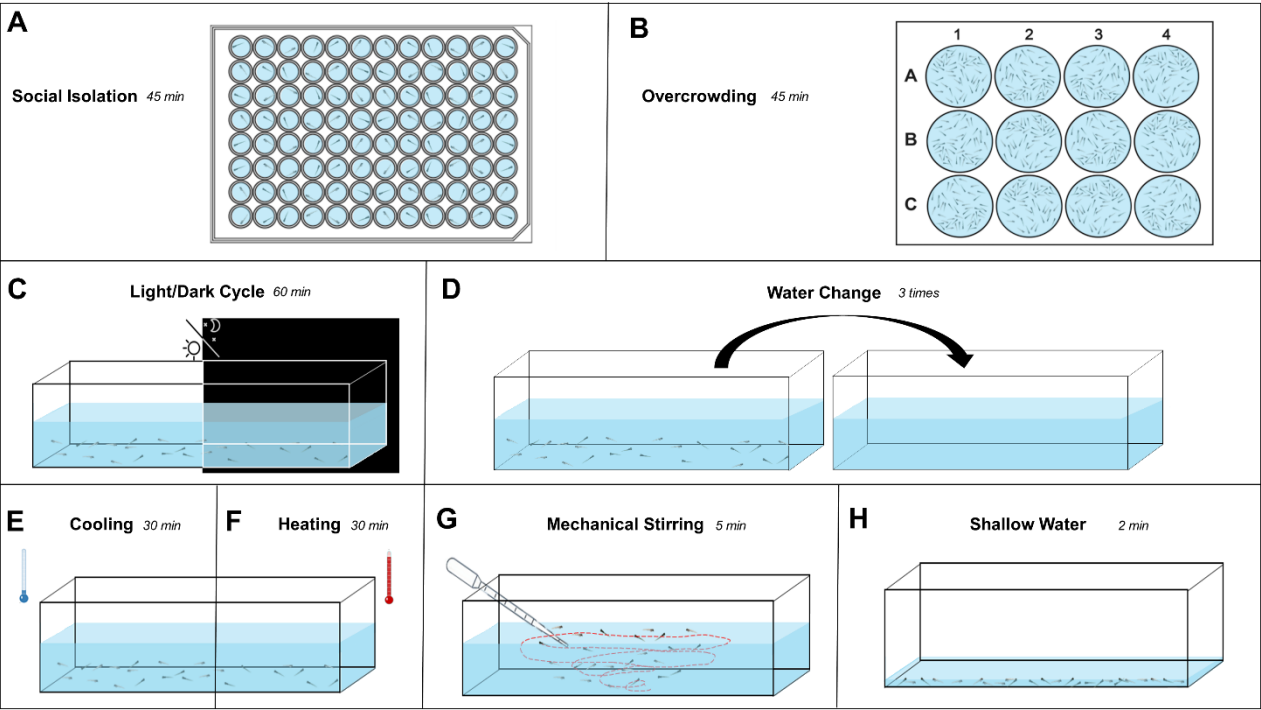 A
Social Isolation 45 min
B
Overcrowding 45 min
1 2 3 4
A
B
C
C
Light/Dark Cycle 60 min
D
Water Change 3 times
E
Cooling 30 min
F
Heating 30 min
G
Mechanical Stirring 5 min
H
Shallow Water 2 min